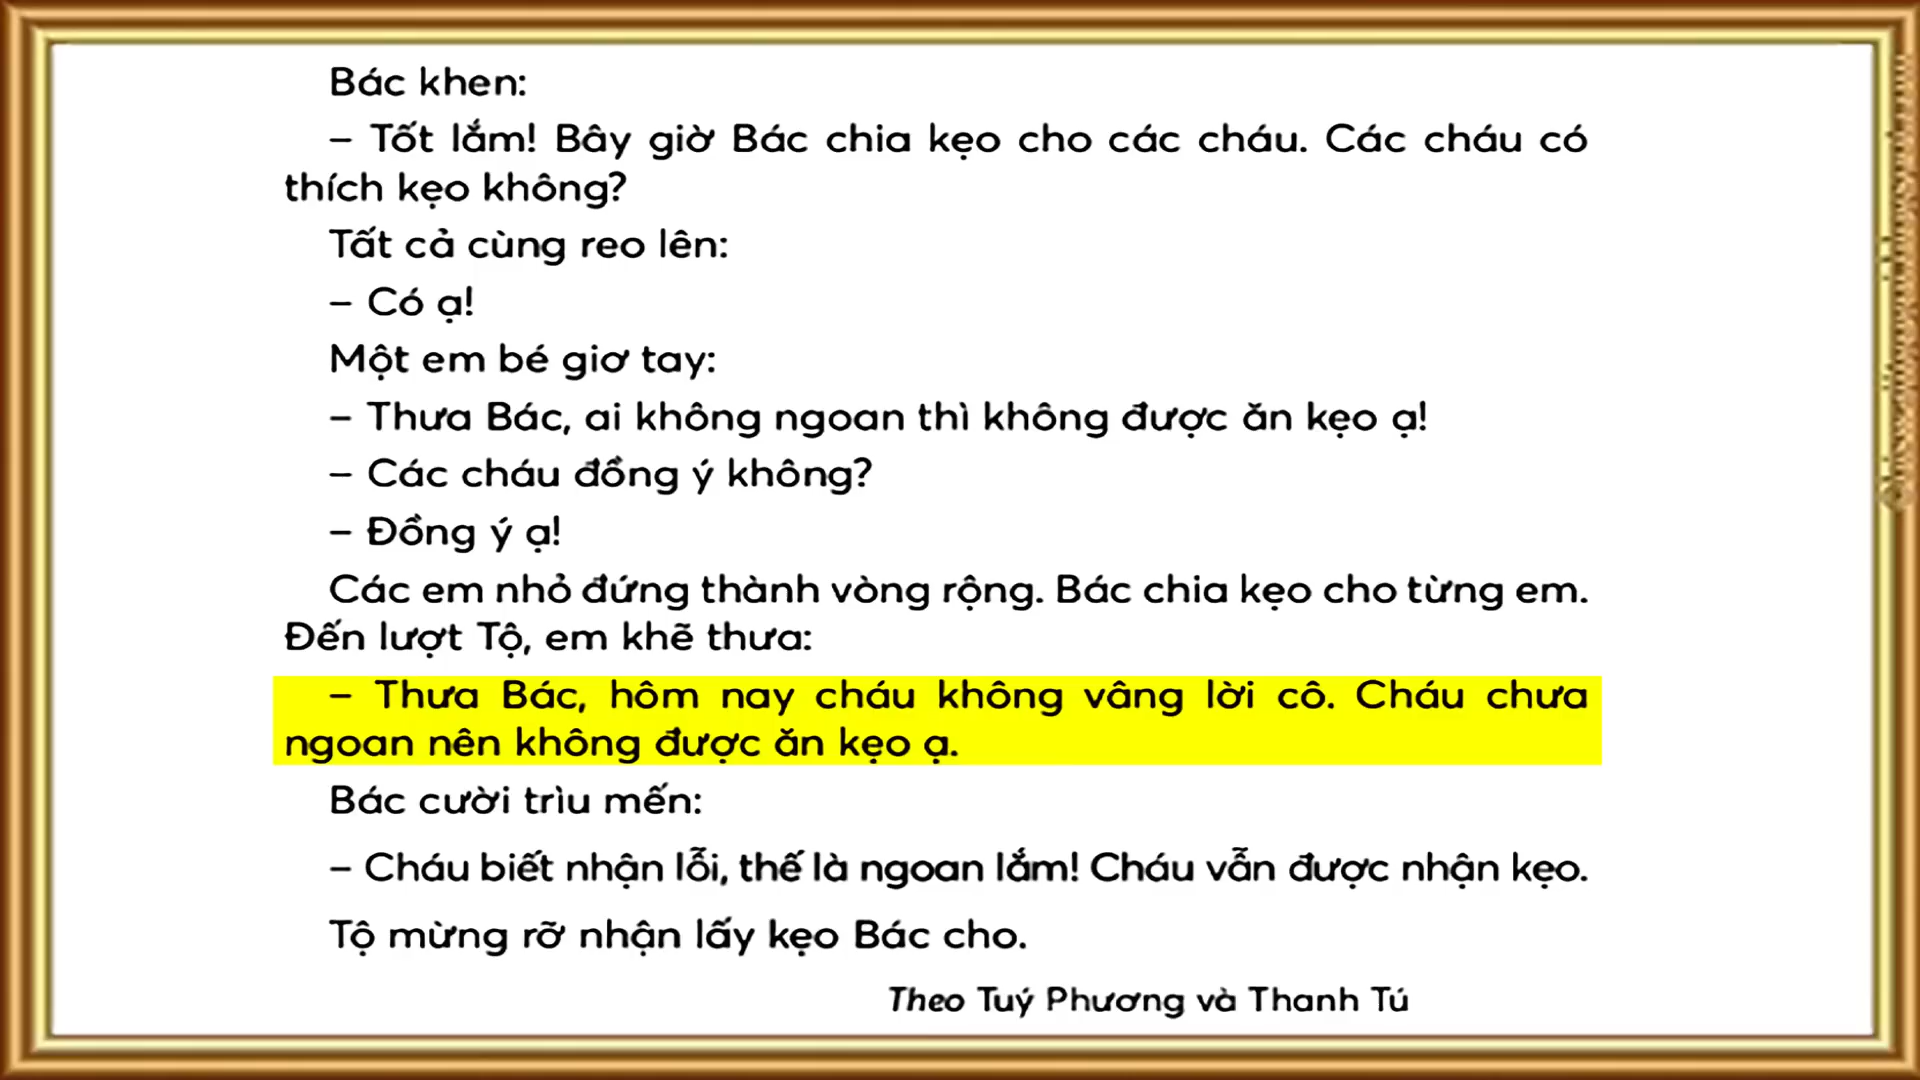 Bác khen:
– Tốt lắm! Bây giờ Bác chia kẹo cho các cháu. Các cháu có
thích kẹo không?
Tất cả cùng reo lên:
– Có ạ!
Một em bé giơ tay:
– Thưa Bác, ai không ngoan thì không được ăn kẹo ạ!
– Các cháu đồng ý không?
– Đồng ý ạ!
Các em nhỏ đứng thành vòng rộng. Bác chia kẹo cho từng em.
Đến lượt Tộ, em khẽ thưa:
– Thưa Bác, hôm nay cháu không vâng lời cô. Cháu chưa
ngoan nên không được ăn kẹo ạ.
Bác cười trìu mến:
– Cháu biết nhận lỗi, thế là ngoan lắm! Cháu vẫn được nhận kẹo.
Tộ mừng rỡ nhận lấy kẹo Bác cho.
Theo Tuý Phương và Thanh Tú